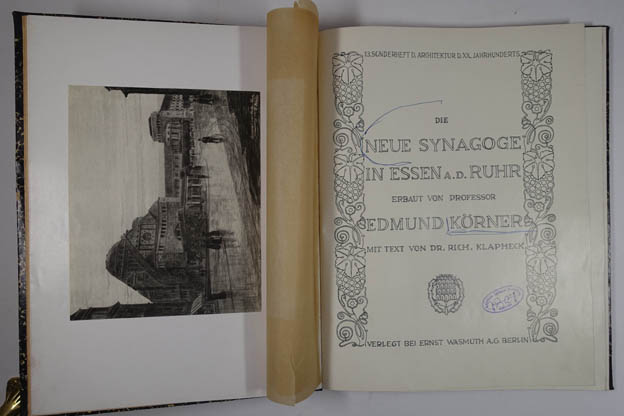 13. SONDERHEFT D. ARCHITEKTUR D. XX. JAHRHUNDERTS
DIE
NEUE SYNAGOGE
IN ESSEN A.D. RUHR
ERBAUT VON PROFESSOR
EDMUND KÖRNER
MIT TEXT VON DR. RICH. KLAPHECK
VERLEGT BEI ERNST WASMUTH A.G. BERLIN